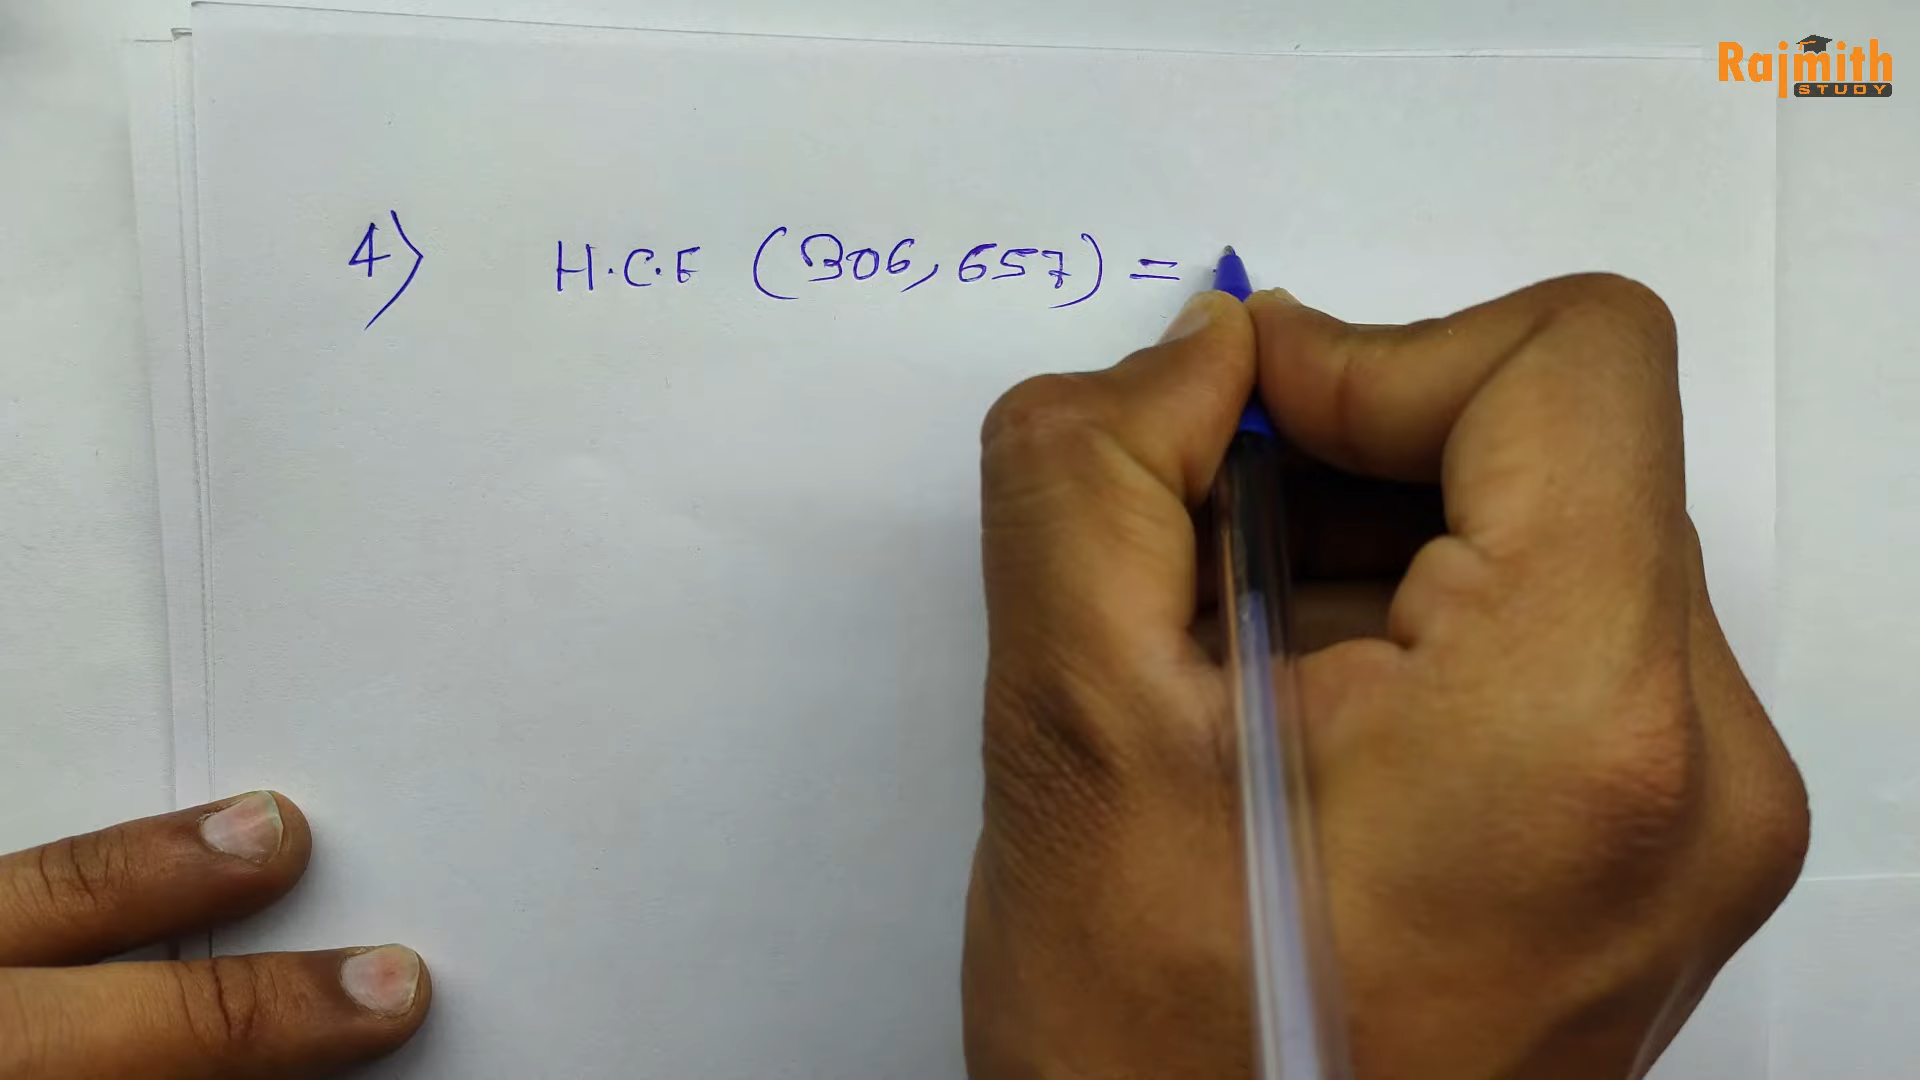 Rajmith
STUDY
4) H.C.F (306, 657) =